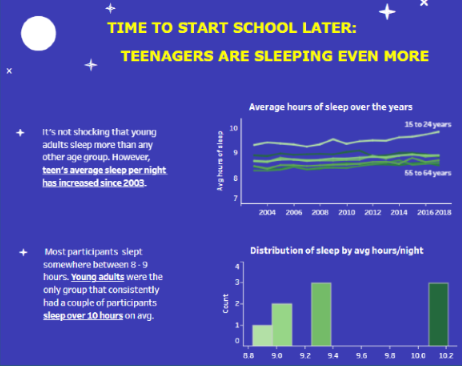 TIME TO START SCHOOL LATER:
TEENAGERS ARE SLEEPING EVEN MORE
It's not shocking that young
adults sleep more than any
other age group. However,
teen's average sleep per night
has increased since 2003.
Average hours of sleep over the years
15 to 24 years
55 to 64 years
Avg hours of sleep
10
9
8
7
2004 2006 2008 2010 2012 2014 2016 2018
Most participants slept
somewhere between 8 - 9
hours. Young adults were the
only group that consistently
had a couple of participants
sleep over 10 hours on avg.
Distribution of sleep by avg hours/night
Count
4
3
2
1
0
8.8 9.0 9.2 9.4 9.6 9.8 10.0 10.2